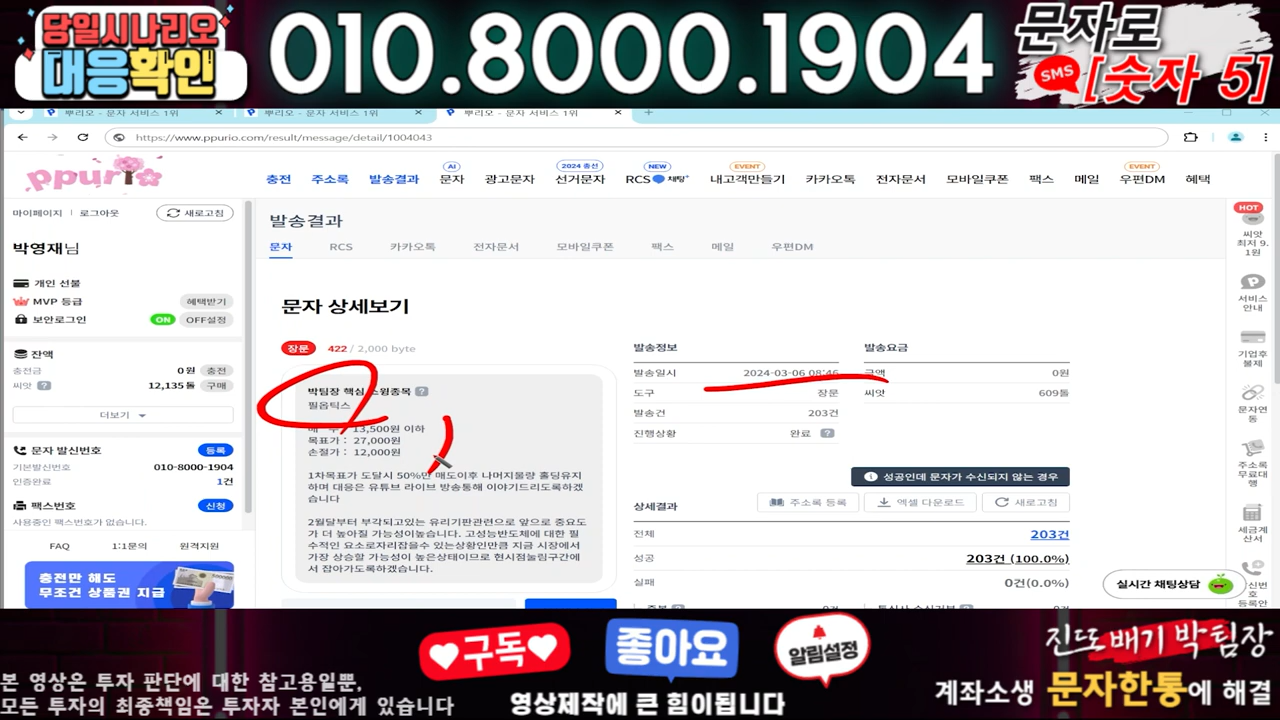 당일시나리오
대응확인
010.8000.1904
문자로
SMS
[숫자 5]
뿌리오 - 문자 서비스 1위
뿌리오 - 문자 서비스 1위
뿌리오 - 문자 서비스 1위
https://www.ppurio.com/result/message/detail/1004043
ppurio
충전
주소록
발송결과
AI
문자
광고문자
2024 총선
선거문자
NEW
RCS 채팅+
EVENT
내고객만들기
카카오톡
전자문서
모바일쿠폰
팩스
메일
EVENT
우편DM
혜택
마이페이지 | 로그아웃
새로고침
박영재님
개인 선불
MVP 등급
혜택받기
보안로그인
ON
OFF설정
잔액
충전금
0원
충전
씨앗 ?
12,135톨
구매
더보기
문자 발신번호
등록
기본발신번호
010-8000-1904
인증완료
1건
팩스번호
신청
사용중인 팩스번호가 없습니다.
FAQ
1:1문의
원격지원
충전만 해도
무조건 상품권 지급
발송결과
문자
RCS
카카오톡
전자문서
모바일쿠폰
팩스
메일
우편DM
문자 상세보기
장문
422 / 2,000 byte
박팀장 핵심 소원종목 ?
필옵틱스
13,500원 이하
목표가 : 27,000원
손절가 : 12,000원
1차목표가 도달시 50%만 매도이후 나머지물량 홀딩유지
하며 대응은 유튜브 라이브 방송통해 이야기드리도록하겠
습니다
2월달부터 부각되고있는 유리기판관련으로 앞으로 중요도
가 더 높아질 가능성이높습니다. 고성능반도체에 대한 필
수적인 요소로자리잡을수 있는상황인만큼 지금 시장에서
가장 상승할 가능성이 높은상태이므로 현시점눌림구간에
서 잡아가도록하겠습니다.
발송정보
발송일시
2024-03-06 08:46
도구
장문
발송건
203건
진행상황
완료 ?
발송요금
금액
0원
씨앗
609톨
성공인데 문자가 수신되지 않는 경우
상세결과
주소록 등록
엑셀 다운로드
새로고침
전체
203건
성공
203건 (100.0%)
실패
0건(0.0%)
HOT
씨앗
최저 9.
1원
서비스
안내
기업후
불제
문자연
동
주소록
무료대
행
세금계
산서
등록안
실시간 채팅상담
구독
좋아요
알림설정
본 영상은 투자 판단에 대한 참고용일뿐,
모든 투자의 최종책임은 투자자 본인에게 있습니다
영상제작에 큰 힘이됩니다
진또배기 박팀장
계좌소생 문자한통에 해결